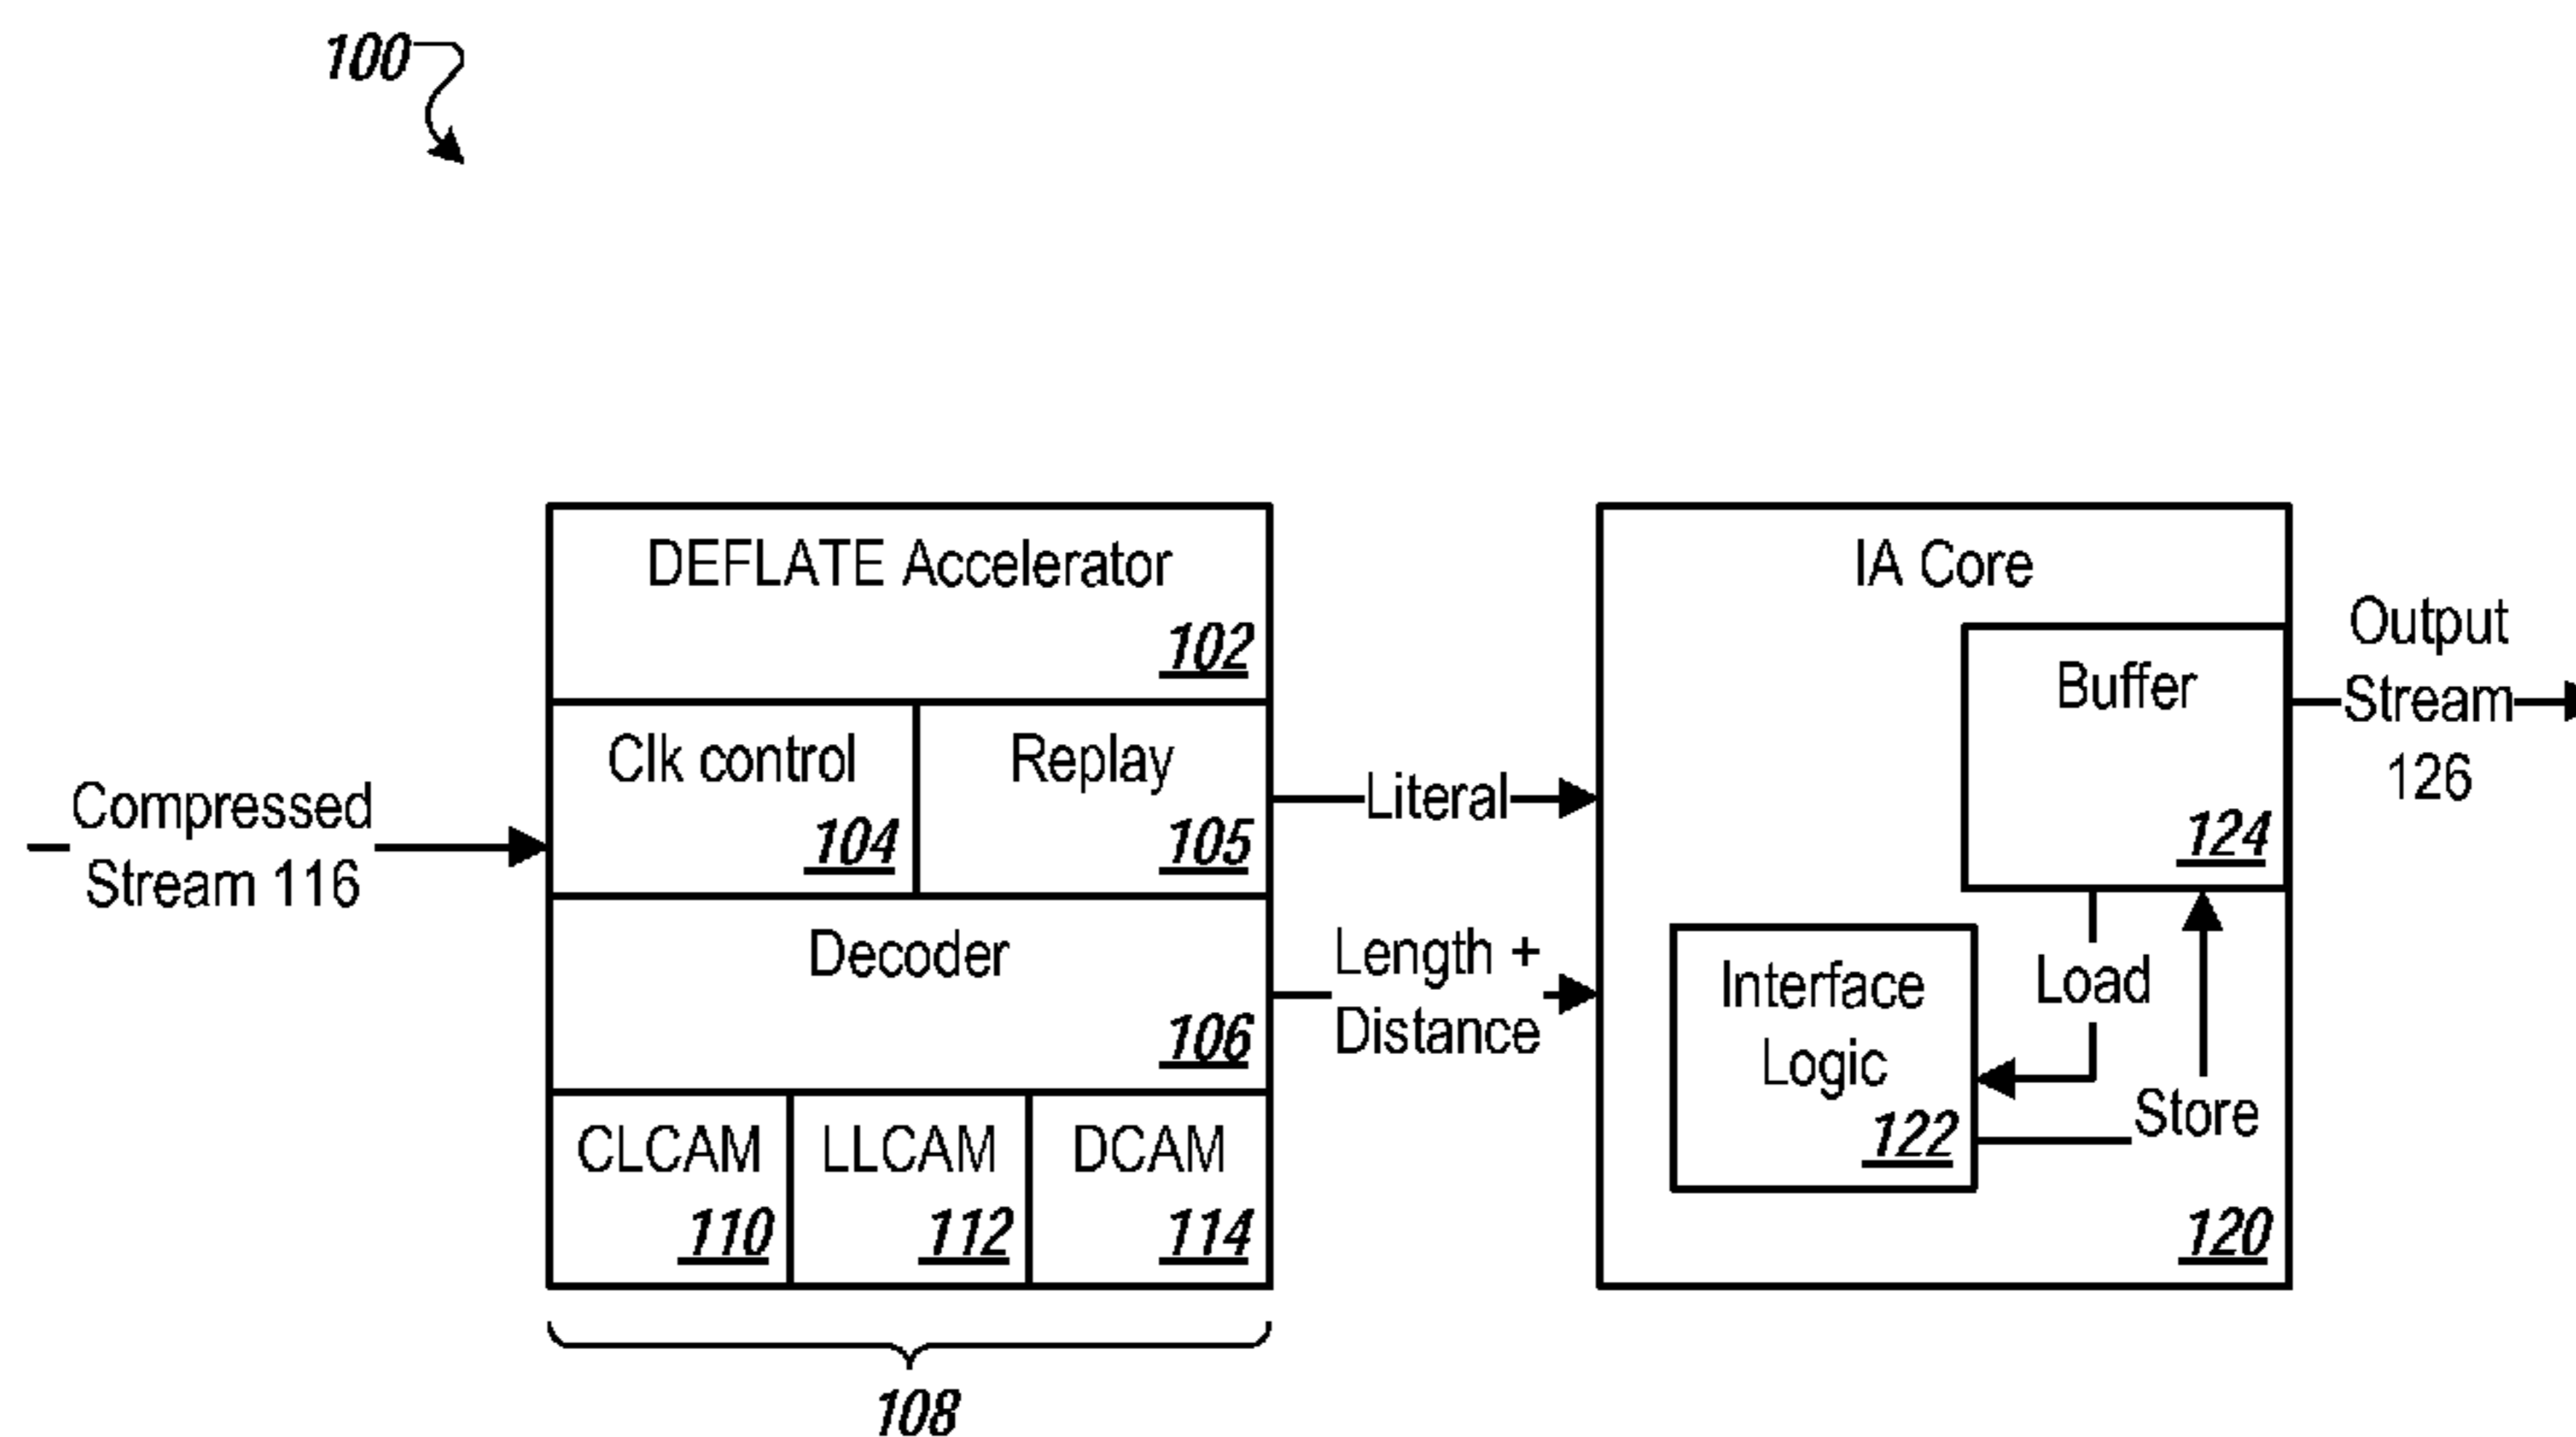 100
DEFLATE Accelerator
102
Clk control
104
Replay
105
Decoder
106
CLCAM
110
LLCAM
112
DCAM
114
108
Compressed
Stream 116
Literal
Length +
Distance
IA Core
Buffer
124
Load
Store
Interface
Logic
122
120
Output
Stream
126